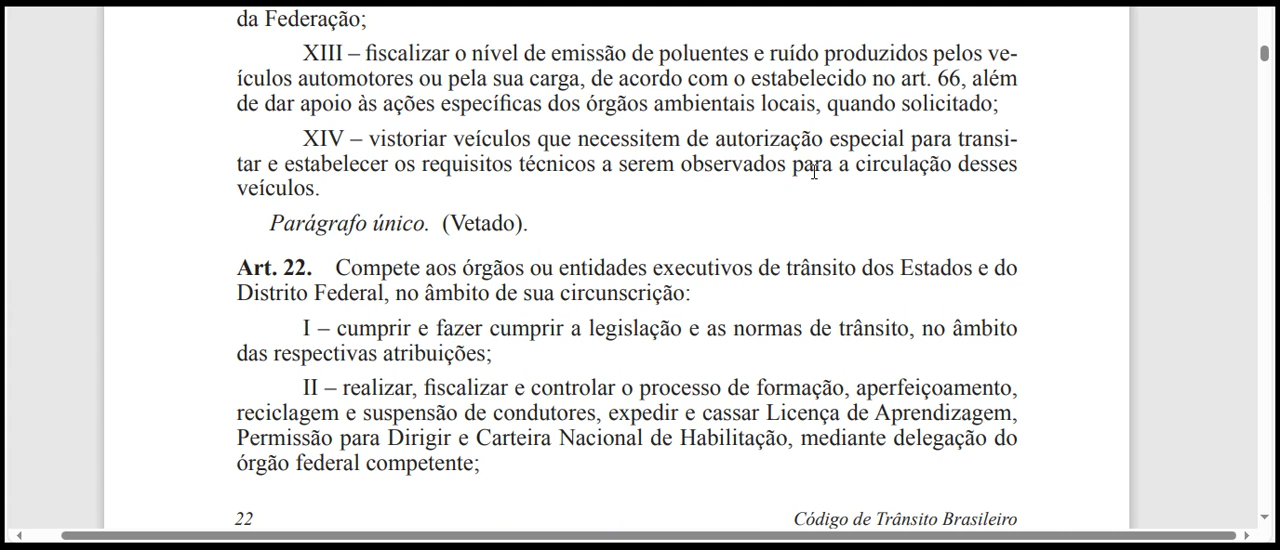 da Federação;
XIII – fiscalizar o nível de emissão de poluentes e ruído produzidos pelos ve-
ículos automotores ou pela sua carga, de acordo com o estabelecido no art. 66, além
de dar apoio às ações específicas dos órgãos ambientais locais, quando solicitado;
XIV – vistoriar veículos que necessitem de autorização especial para transi-
tar e estabelecer os requisitos técnicos a serem observados para a circulação desses
veículos.
Parágrafo único. (Vetado).
Art. 22. Compete aos órgãos ou entidades executivos de trânsito dos Estados e do
Distrito Federal, no âmbito de sua circunscrição:
I – cumprir e fazer cumprir a legislação e as normas de trânsito, no âmbito
das respectivas atribuições;
II – realizar, fiscalizar e controlar o processo de formação, aperfeiçoamento,
reciclagem e suspensão de condutores, expedir e cassar Licença de Aprendizagem,
Permissão para Dirigir e Carteira Nacional de Habilitação, mediante delegação do
órgão federal competente;
22 Código de Trânsito Brasileiro